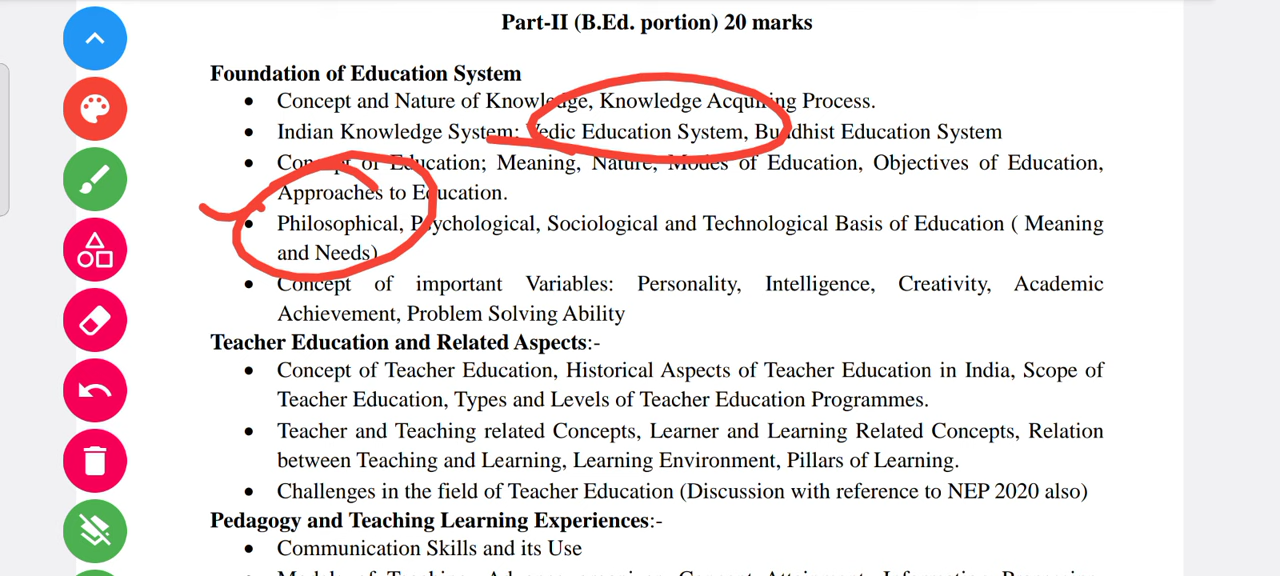 Part-II (B.Ed. portion) 20 marks
Foundation of Education System
• Concept and Nature of Knowledge, Knowledge Acquiring Process.
• Indian Knowledge System: Vedic Education System, Buddhist Education System
• Concept of Education; Meaning, Nature, Modes of Education, Objectives of Education,
Approaches to Education.
• Philosophical, Psychological, Sociological and Technological Basis of Education ( Meaning
and Needs)
• Concept of important Variables: Personality, Intelligence, Creativity, Academic
Achievement, Problem Solving Ability
Teacher Education and Related Aspects:-
• Concept of Teacher Education, Historical Aspects of Teacher Education in India, Scope of
Teacher Education, Types and Levels of Teacher Education Programmes.
• Teacher and Teaching related Concepts, Learner and Learning Related Concepts, Relation
between Teaching and Learning, Learning Environment, Pillars of Learning.
• Challenges in the field of Teacher Education (Discussion with reference to NEP 2020 also)
Pedagogy and Teaching Learning Experiences:-
• Communication Skills and its Use